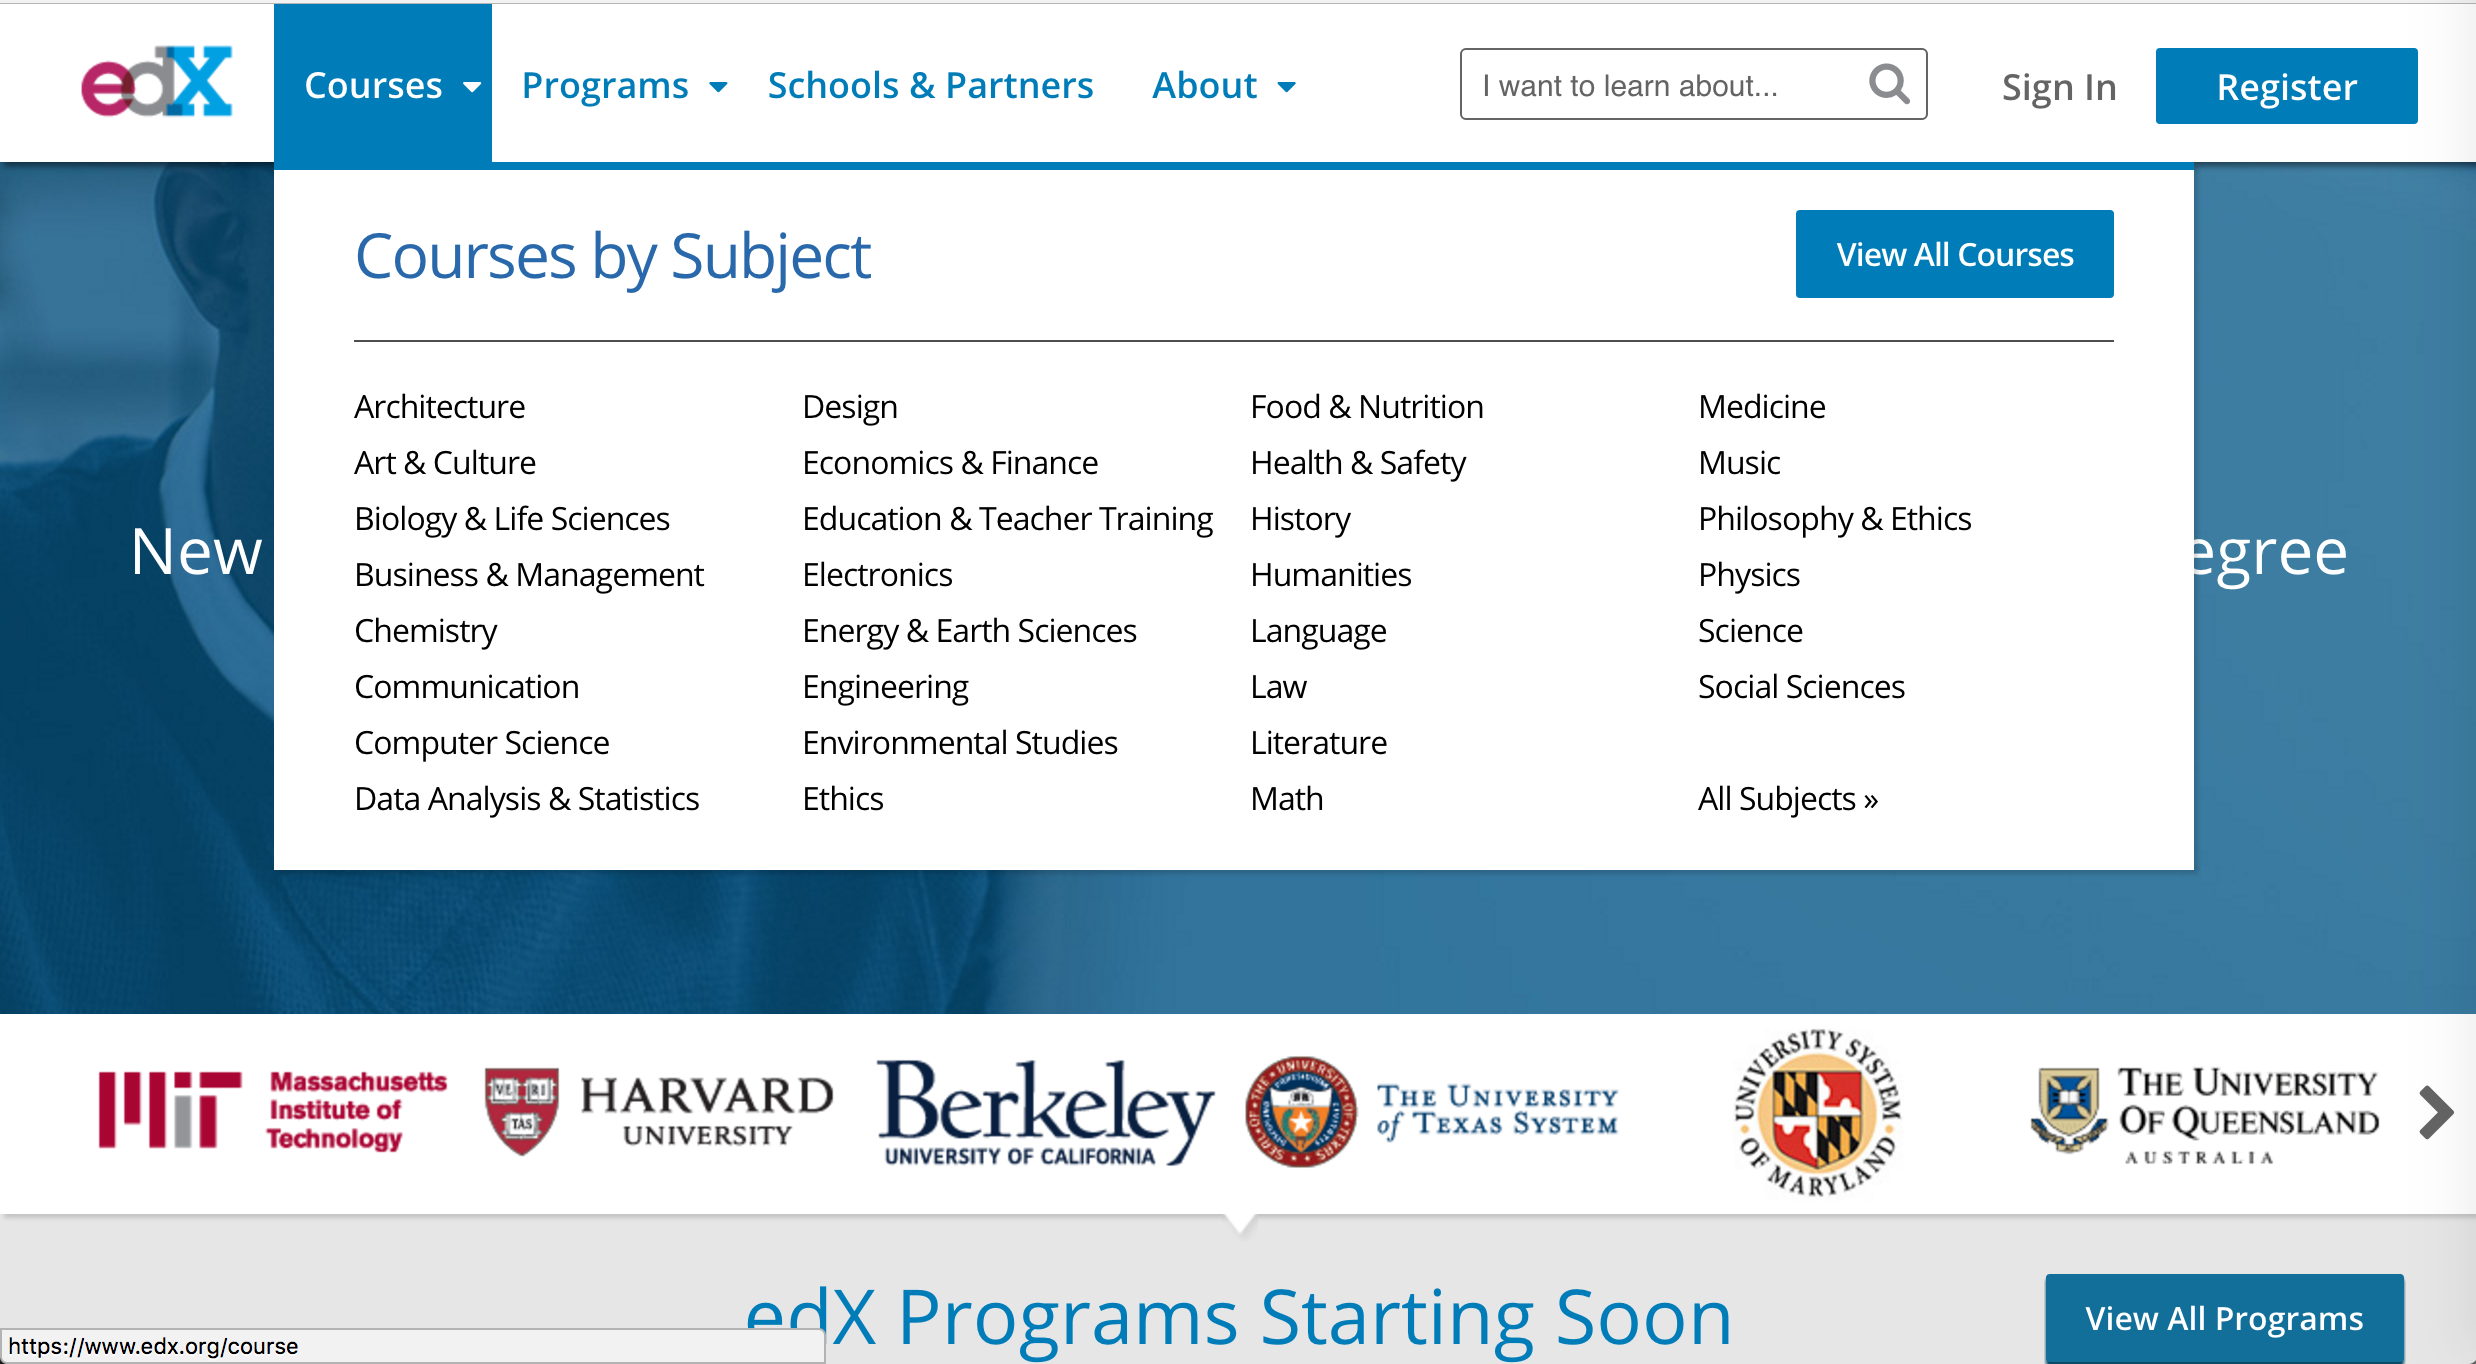 edX
Courses
Programs
Schools & Partners
About
I want to learn about...
Sign In
Register
Courses by Subject
View All Courses
Architecture
Art & Culture
Biology & Life Sciences
Business & Management
Chemistry
Communication
Computer Science
Data Analysis & Statistics
Design
Economics & Finance
Education & Teacher Training
Electronics
Energy & Earth Sciences
Engineering
Environmental Studies
Ethics
Food & Nutrition
Health & Safety
History
Humanities
Language
Law
Literature
Math
Medicine
Music
Philosophy & Ethics
Physics
Science
Social Sciences
All Subjects »
New
egree
MIT
Massachusetts
Institute of
Technology
VE RI
TAS
HARVARD
UNIVERSITY
Berkeley
UNIVERSITY OF CALIFORNIA
THE UNIVERSITY
of TEXAS SYSTEM
UNIVERSITY SYSTEM
OF MARYLAND
THE UNIVERSITY
OF QUEENSLAND
AUSTRALIA
edX Programs Starting Soon
View All Programs
https://www.edx.org/course